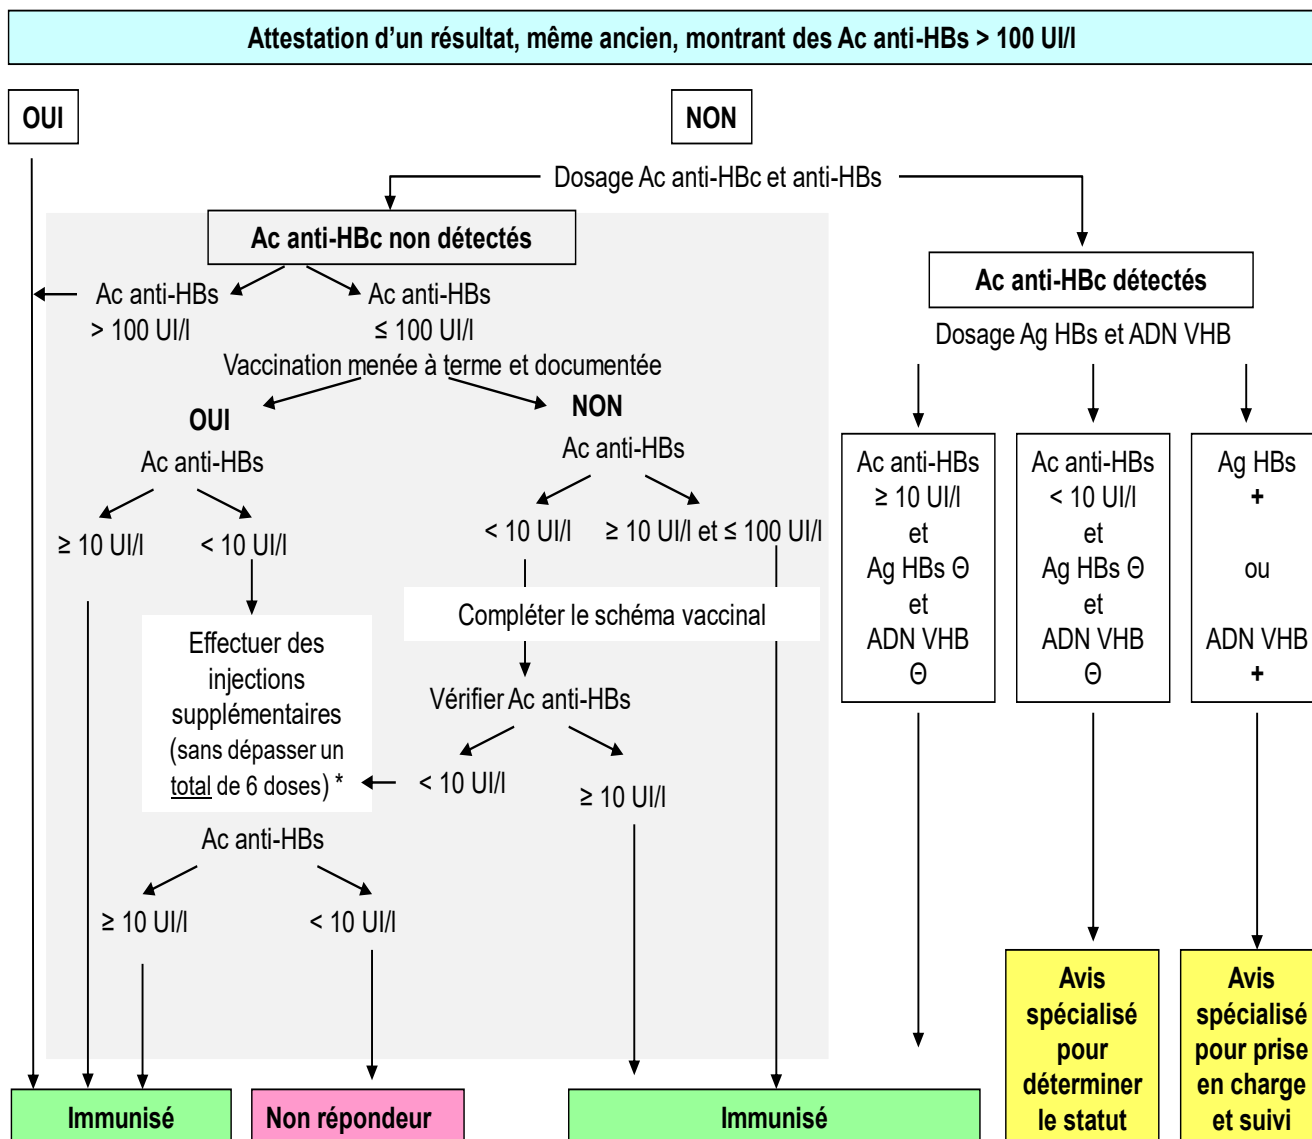 Attestation d’un résultat, même ancien, montrant des Ac anti-HBs > 100 UI/l
OUI
NON
Dosage Ac anti-HBc et anti-HBs
Ac anti-HBc non détectés
Ac anti-HBs
> 100 UI/l
Ac anti-HBs
≤ 100 UI/l
Vaccination menée à terme et documentée
OUI
Ac anti-HBs
≥ 10 UI/l
< 10 UI/l
Effectuer des
injections
supplémentaires
(sans dépasser un
total de 6 doses) *
Ac anti-HBs
≥ 10 UI/l
< 10 UI/l
NON
Ac anti-HBs
< 10 UI/l
≥ 10 UI/l et ≤ 100 UI/l
Compléter le schéma vaccinal
Vérifier Ac anti-HBs
< 10 UI/l
≥ 10 UI/l
Ac anti-HBc détectés
Dosage Ag HBs et ADN VHB
Ac anti-HBs
≥ 10 UI/l
et
Ag HBs Θ
et
ADN VHB
Θ
Ac anti-HBs
< 10 UI/l
et
Ag HBs Θ
et
ADN VHB
Θ
Ag HBs
+
ou
ADN VHB
+
Immunisé
Non répondeur
Immunisé
Avis
spécialisé
pour
déterminer
le statut
Avis
spécialisé
pour prise
en charge
et suivi